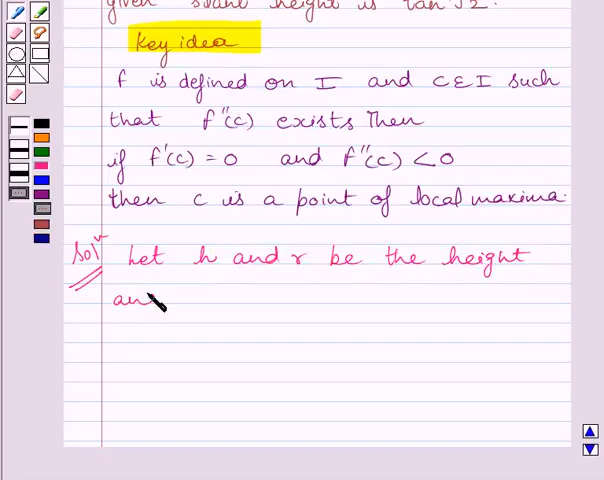 given slant height is tan √2.
Key idea
f is defined on I and C ε I such
that f''(c) exists Then
if f'(c) = 0 and f''(c) < 0
then c is a point of local maxima.
Solⁿ Let h and r be the height
an